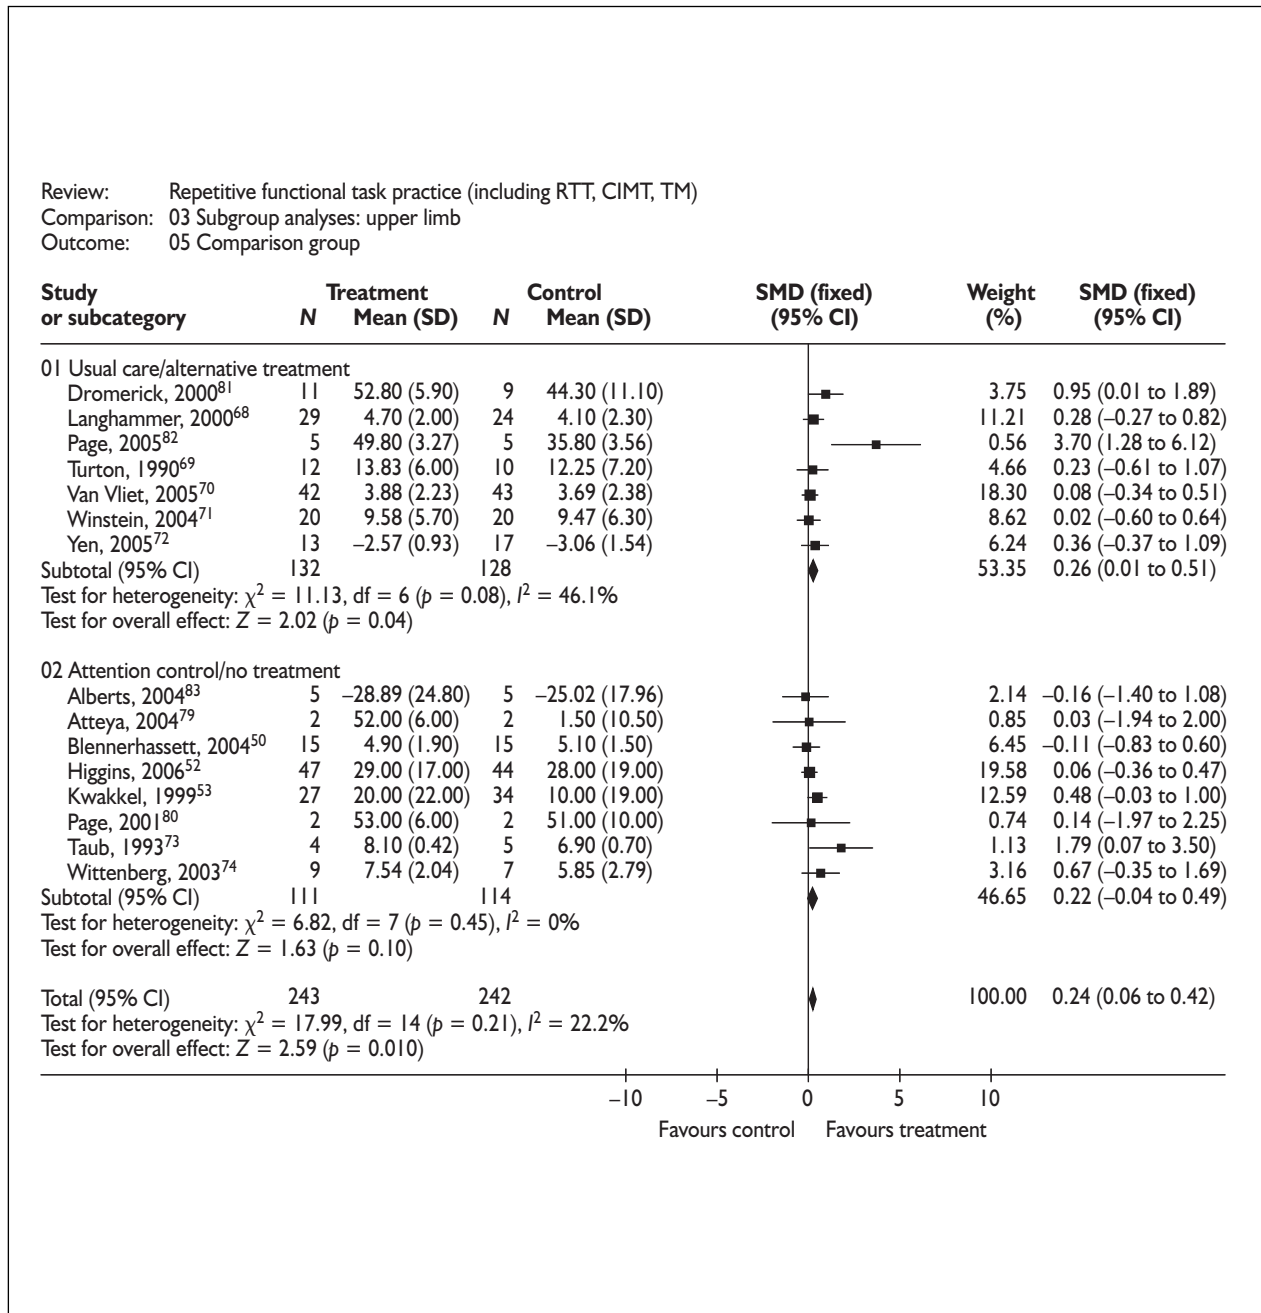 Review: Repetitive functional task practice (including RTT, CIMT, TM)
Comparison: 03 Subgroup analyses: upper limb
Outcome: 05 Comparison group
Study Treatment Control SMD (fixed) Weight SMD (fixed)
or subcategory N Mean (SD) N Mean (SD) (95% CI) (%) (95% CI)
01 Usual care/alternative treatment
Dromerick, 2000⁸¹ 11 52.80 (5.90) 9 44.30 (11.10) 3.75 0.95 (0.01 to 1.89)
Langhammer, 2000⁶⁸ 29 4.70 (2.00) 24 4.10 (2.30) 11.21 0.28 (–0.27 to 0.82)
Page, 2005⁸² 5 49.80 (3.27) 5 35.80 (3.56) 0.56 3.70 (1.28 to 6.12)
Turton, 1990⁶⁹ 12 13.83 (6.00) 10 12.25 (7.20) 4.66 0.23 (–0.61 to 1.07)
Van Vliet, 2005⁷⁰ 42 3.88 (2.23) 43 3.69 (2.38) 18.30 0.08 (–0.34 to 0.51)
Winstein, 2004⁷¹ 20 9.58 (5.70) 20 9.47 (6.30) 8.62 0.02 (–0.60 to 0.64)
Yen, 2005⁷² 13 –2.57 (0.93) 17 –3.06 (1.54) 6.24 0.36 (–0.37 to 1.09)
Subtotal (95% CI) 132 128 53.35 0.26 (0.01 to 0.51)
Test for heterogeneity: χ² = 11.13, df = 6 (p = 0.08), I² = 46.1%
Test for overall effect: Z = 2.02 (p = 0.04)
02 Attention control/no treatment
Alberts, 2004⁸³ 5 –28.89 (24.80) 5 –25.02 (17.96) 2.14 –0.16 (–1.40 to 1.08)
Atteya, 2004⁷⁹ 2 52.00 (6.00) 2 1.50 (10.50) 0.85 0.03 (–1.94 to 2.00)
Blennerhassett, 2004⁵⁰ 15 4.90 (1.90) 15 5.10 (1.50) 6.45 –0.11 (–0.83 to 0.60)
Higgins, 2006⁵² 47 29.00 (17.00) 44 28.00 (19.00) 19.58 0.06 (–0.36 to 0.47)
Kwakkel, 1999⁵³ 27 20.00 (22.00) 34 10.00 (19.00) 12.59 0.48 (–0.03 to 1.00)
Page, 2001⁸⁰ 2 53.00 (6.00) 2 51.00 (10.00) 0.74 0.14 (–1.97 to 2.25)
Taub, 1993⁷³ 4 8.10 (0.42) 5 6.90 (0.70) 1.13 1.79 (0.07 to 3.50)
Wittenberg, 2003⁷⁴ 9 7.54 (2.04) 7 5.85 (2.79) 3.16 0.67 (–0.35 to 1.69)
Subtotal (95% CI) 111 114 46.65 0.22 (–0.04 to 0.49)
Test for heterogeneity: χ² = 6.82, df = 7 (p = 0.45), I² = 0%
Test for overall effect: Z = 1.63 (p = 0.10)
Total (95% CI) 243 242 100.00 0.24 (0.06 to 0.42)
Test for heterogeneity: χ² = 17.99, df = 14 (p = 0.21), I² = 22.2%
Test for overall effect: Z = 2.59 (p = 0.010)
–10 –5 0 5 10
Favours control Favours treatment